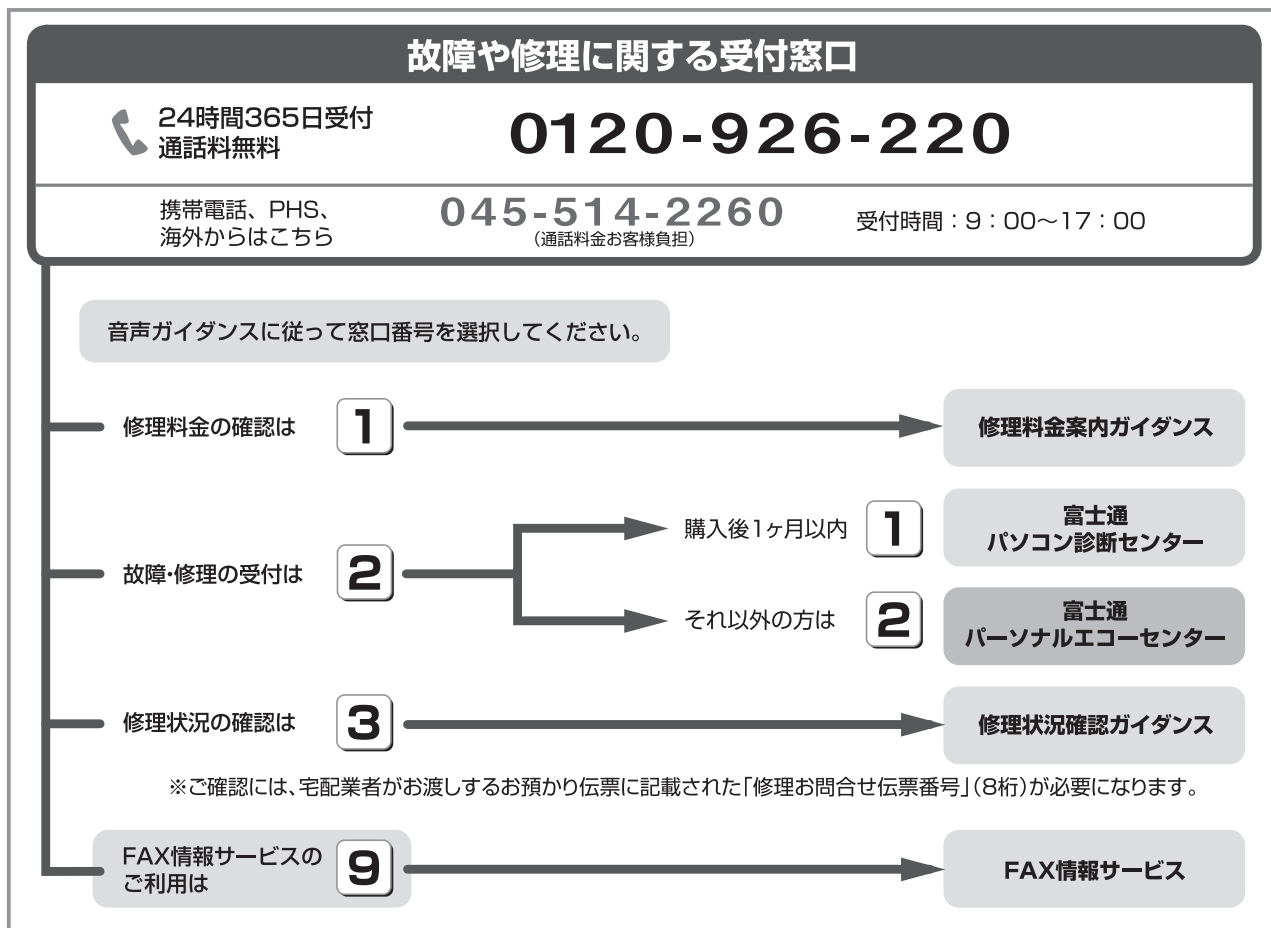 故障や修理に関する受付窓口
24時間365日受付
通話料無料
0120-926-220
携帯電話、PHS、
海外からはこちら
045-514-2260
(通話料金お客様負担)
受付時間：9：00～17：00
音声ガイダンスに従って窓口番号を選択してください。
修理料金の確認は
1
修理料金案内ガイダンス
故障・修理の受付は
2
購入後1ヶ月以内
1
富士通
パソコン診断センター
それ以外の方は
2
富士通
パーソナルエコーセンター
修理状況の確認は
3
修理状況確認ガイダンス
※ご確認には、宅配業者がお渡しするお預かり伝票に記載された「修理お問合せ伝票番号」(8桁)が必要になります。
FAX情報サービスの
ご利用は
9
FAX情報サービス